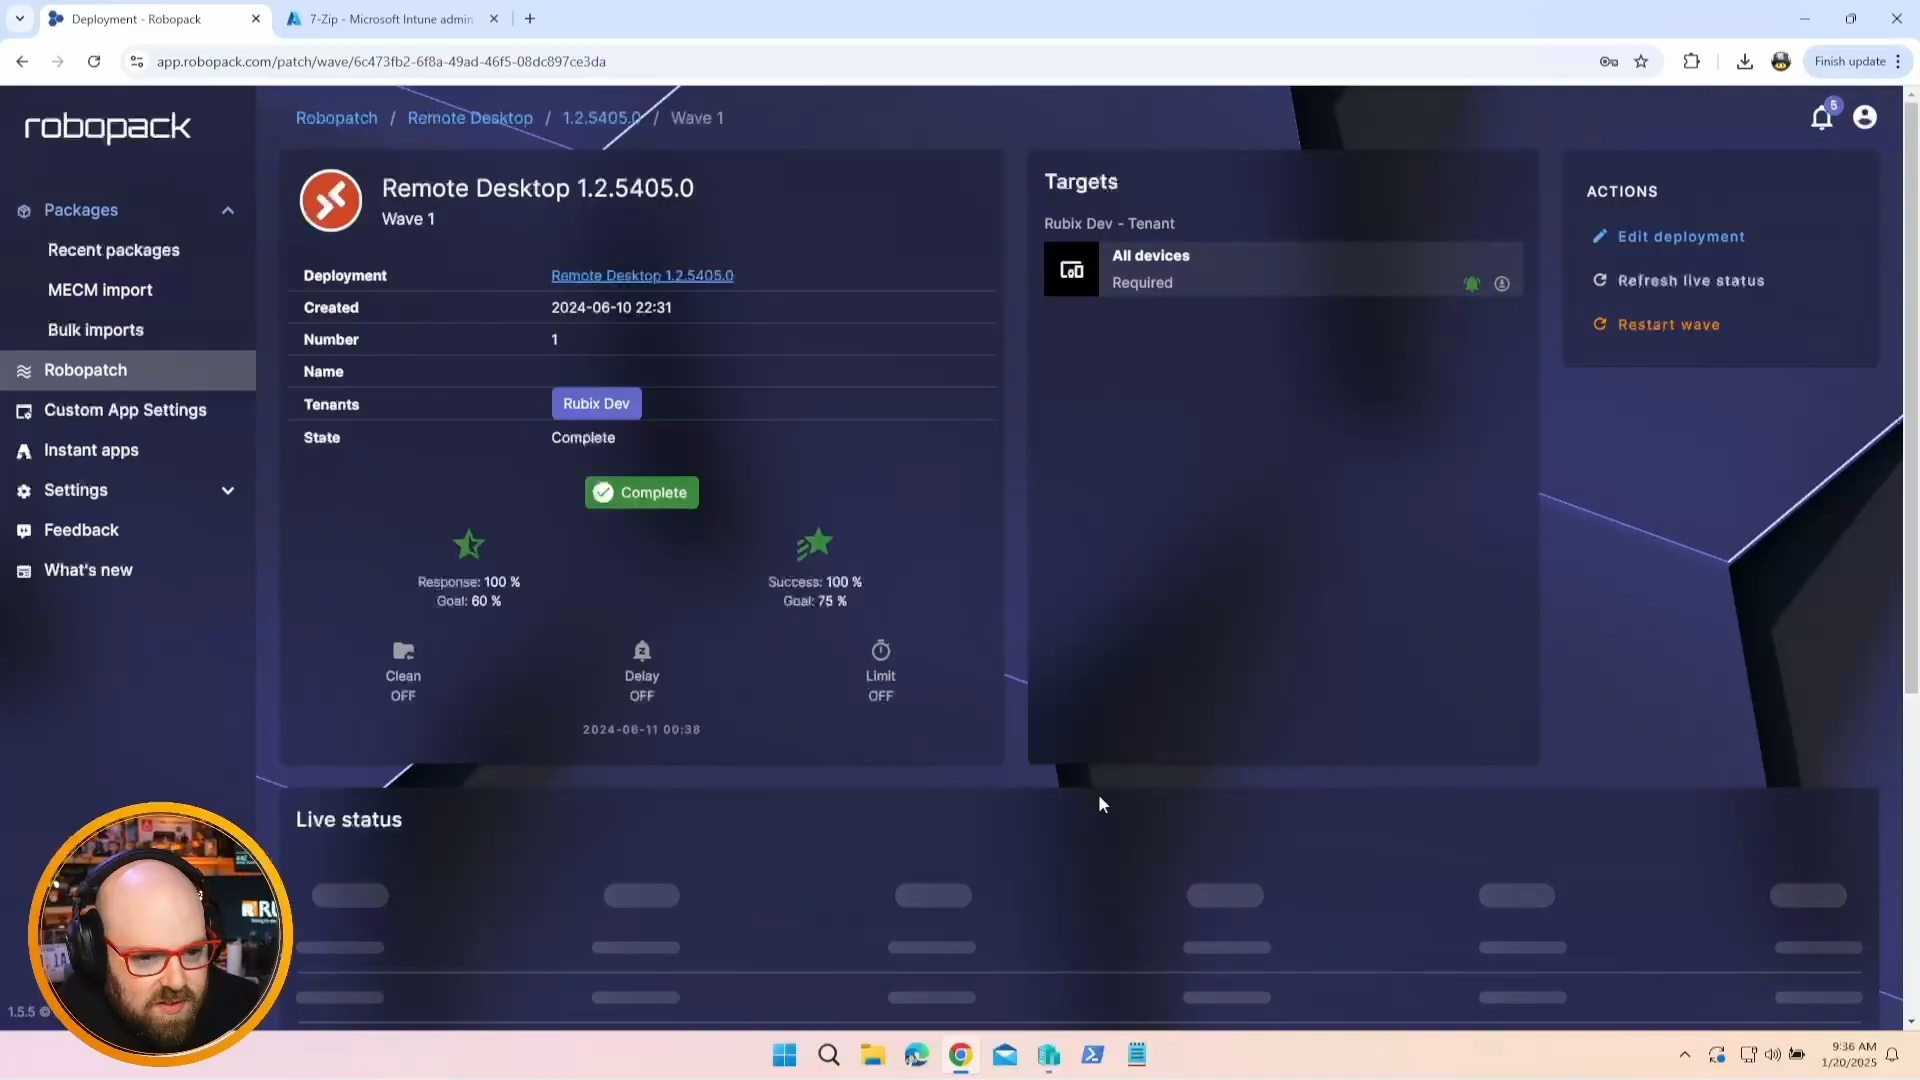 Deployment - Robopack
7-Zip - Microsoft Intune admin
app.robopack.com/patch/wave/6c473fb2-6f8a-49ad-46f5-08dc897ce3da
Finish update
robopack
Packages
Recent packages
MECM import
Bulk imports
Robopatch
Custom App Settings
Instant apps
Settings
Feedback
What's new
1.5.5 ©
Robopatch / Remote Desktop / 1.2.5405.0 / Wave 1
5
Remote Desktop 1.2.5405.0
Wave 1
Deployment Remote Desktop 1.2.5405.0
Created 2024-06-10 22:31
Number 1
Name
Tenants Rubix Dev
State Complete
Complete
Response: 100 % Success: 100 %
Goal: 60 % Goal: 75 %
Clean Delay Limit
OFF OFF OFF
2024-06-11 00:38
Targets
Rubix Dev - Tenant
All devices
Required
ACTIONS
Edit deployment
Refresh live status
Restart wave
Live status
9:36 AM
1/20/2025